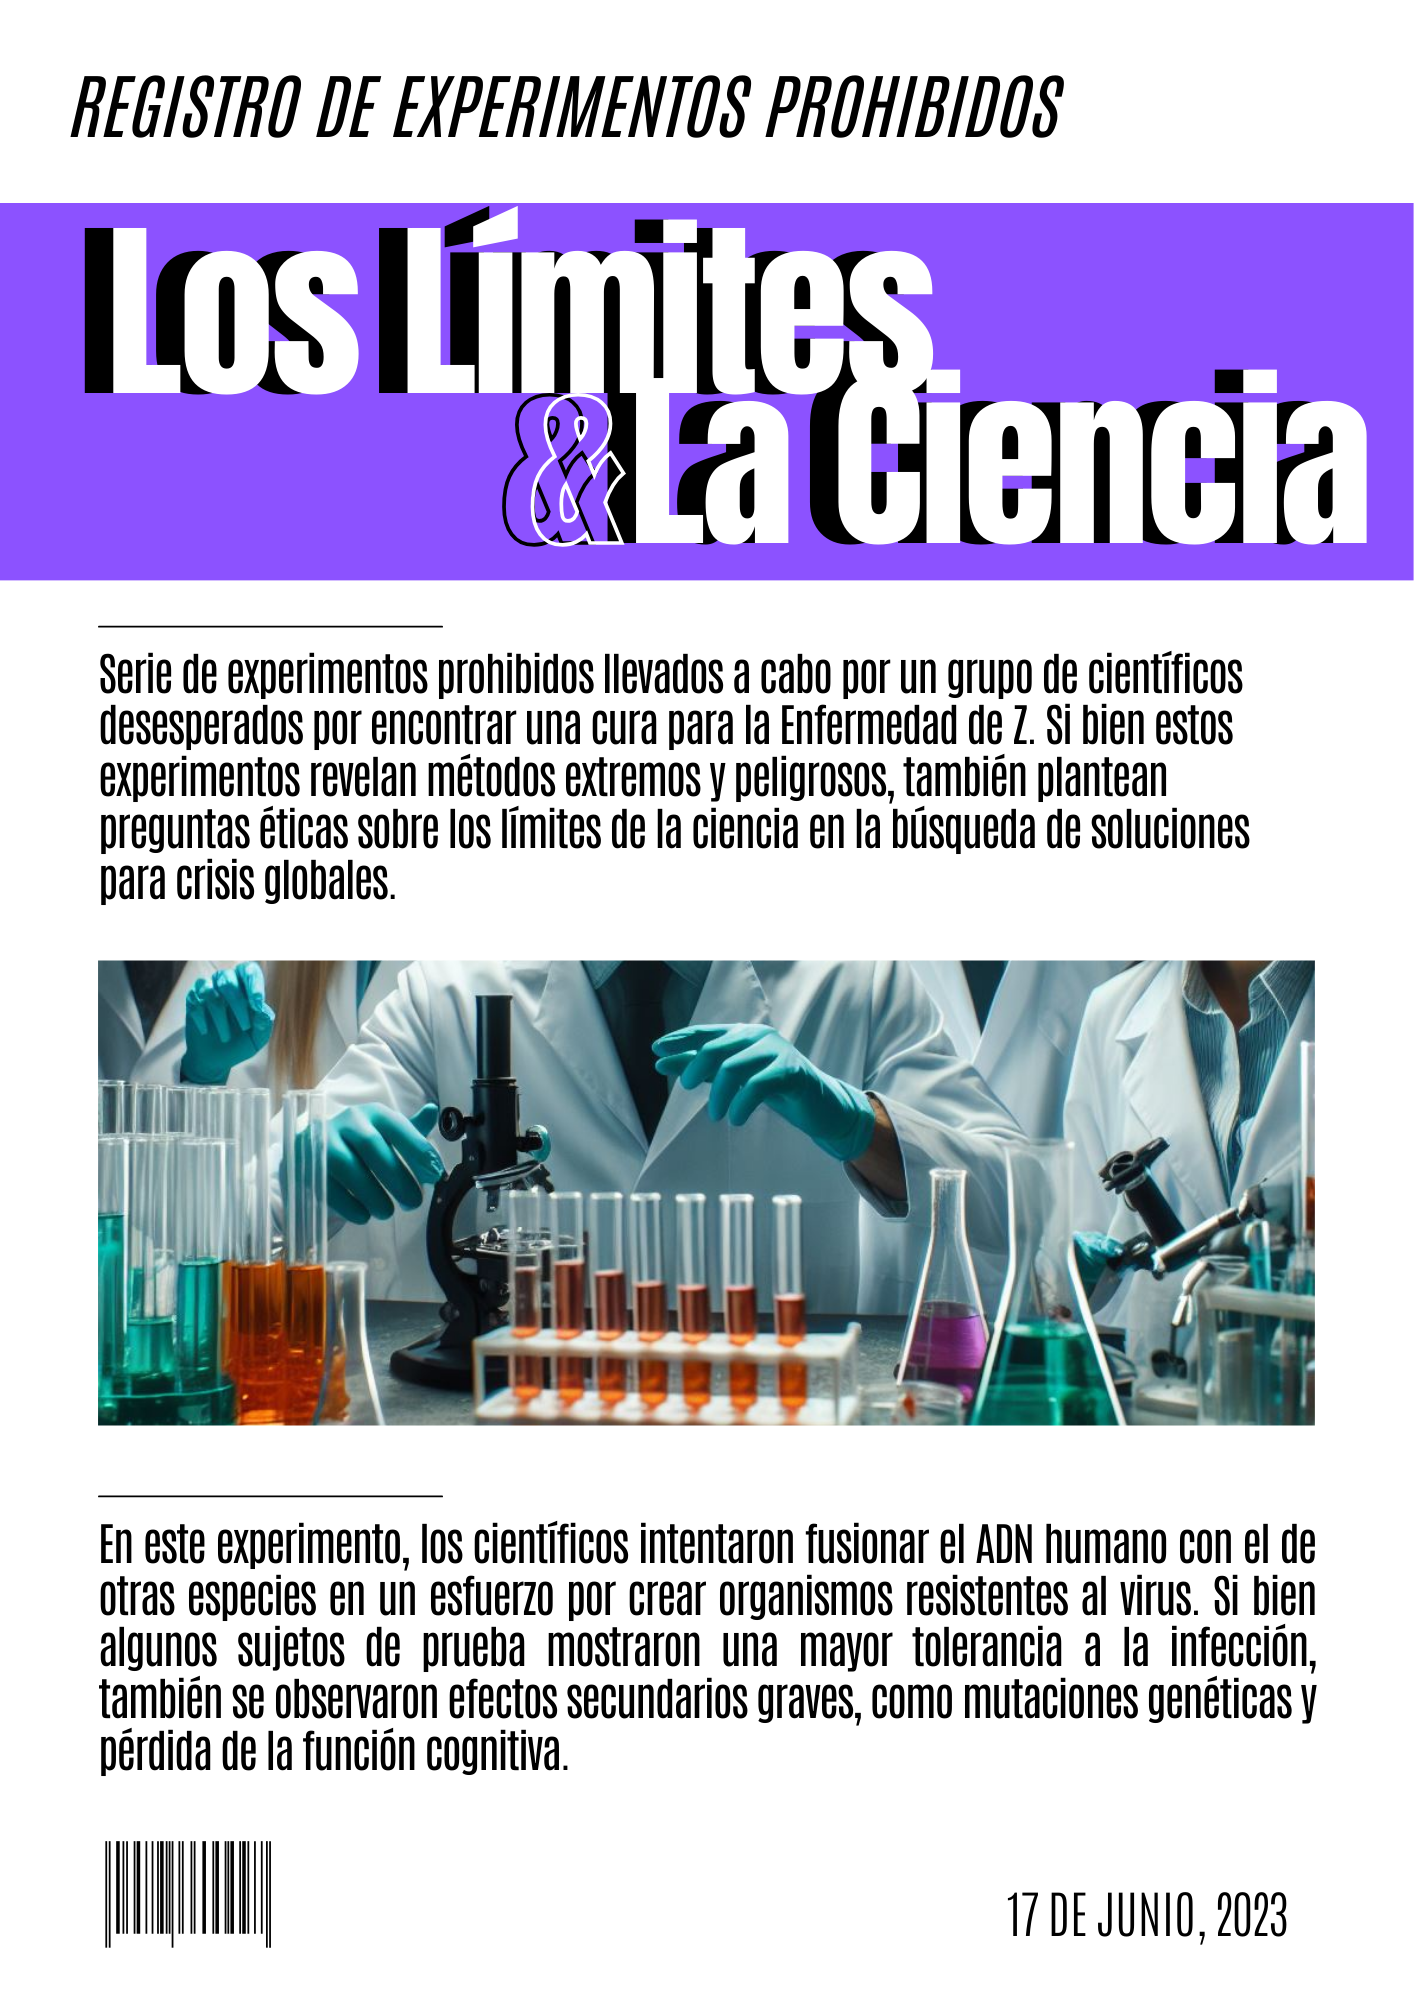 REGISTRO DE EXPERIMENTOS PROHIBIDOS
Los Límites
& La Ciencia
Serie de experimentos prohibidos llevados a cabo por un grupo de científicos
desesperados por encontrar una cura para la Enfermedad de Z. Si bien estos
experimentos revelan métodos extremos y peligrosos, también plantean
preguntas éticas sobre los límites de la ciencia en la búsqueda de soluciones
para crisis globales.
En este experimento, los científicos intentaron fusionar el ADN humano con el de
otras especies en un esfuerzo por crear organismos resistentes al virus. Si bien
algunos sujetos de prueba mostraron una mayor tolerancia a la infección,
también se observaron efectos secundarios graves, como mutaciones genéticas y
pérdida de la función cognitiva.
17 DE JUNIO, 2023